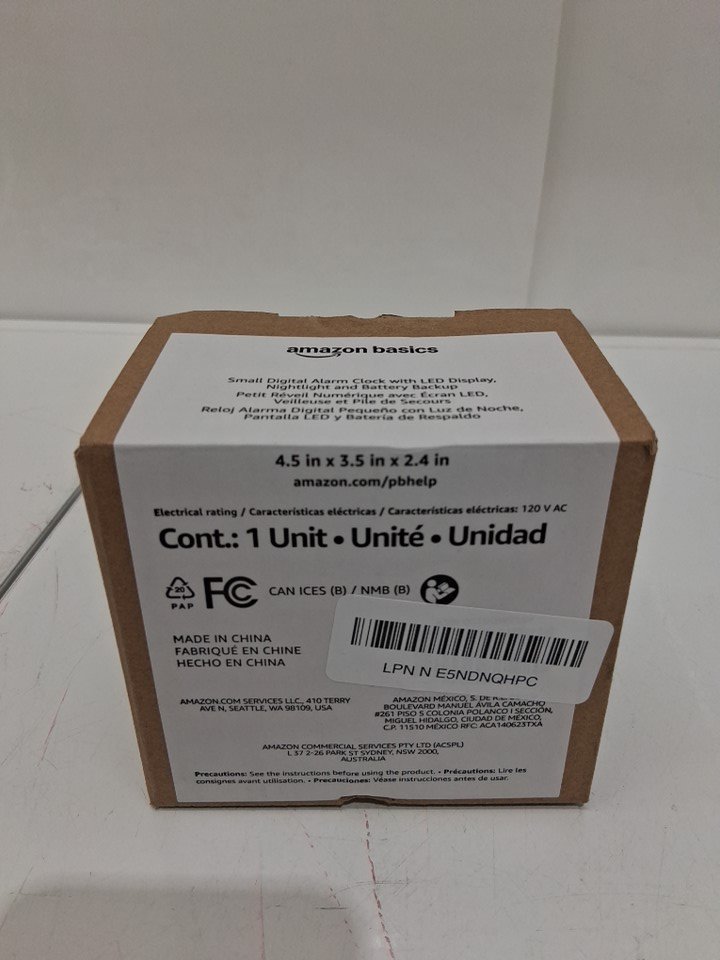 amazon basics
Small Digital Alarm Clock with LED Display,
Nightlight and Battery Backup
Petit Réveil Numérique avec Écran LED,
Veilleuse et Pile de Secours
Reloj Alarma Digital Pequeño con Luz de Noche,
Pantalla LED y Batería de Respaldo
4.5 in x 3.5 in x 2.4 in
amazon.com/pbhelp
Electrical rating / Características eléctricas / Características eléctricas: 120 V AC
Cont.: 1 Unit • Unité • Unidad
20
PAP
FC CAN ICES (B) / NMB (B)
MADE IN CHINA
FABRIQUÉ EN CHINE
HECHO EN CHINA
LPN N E5NDNQHPC
AMAZON.COM SERVICES LLC., 410 TERRY
AVE N, SEATTLE, WA 98109, USA
AMAZON MÉXICO, S. DE
BOULEVARD MANUEL ÁVILA CAMACHO
#261 PISO 5 COLONIA POLANCO I SECCIÓN,
MIGUEL HIDALGO, CIUDAD DE MÉXICO,
C.P. 11510 MÉXICO RFC: ACA140623TXA
AMAZON COMMERCIAL SERVICES PTY LTD (ACSPL)
L 37 2-26 PARK ST SYDNEY, NSW 2000,
AUSTRALIA
Precautions: See the instructions before using the product. • Précautions: Lire les
consignes avant utilisation. • Precauciones: Véase instrucciones antes de usar.